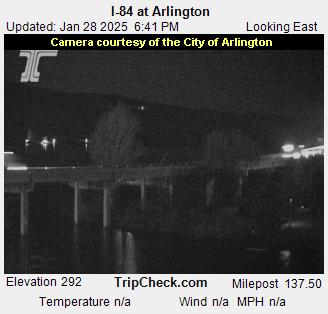 I-84 at Arlington
Updated: Jan 28 2025 6:41 PM Looking East
Camera courtesy of the City of Arlington
Elevation 292 TripCheck.com Milepost 137.50
Temperature n/a Wind n/a MPH n/a